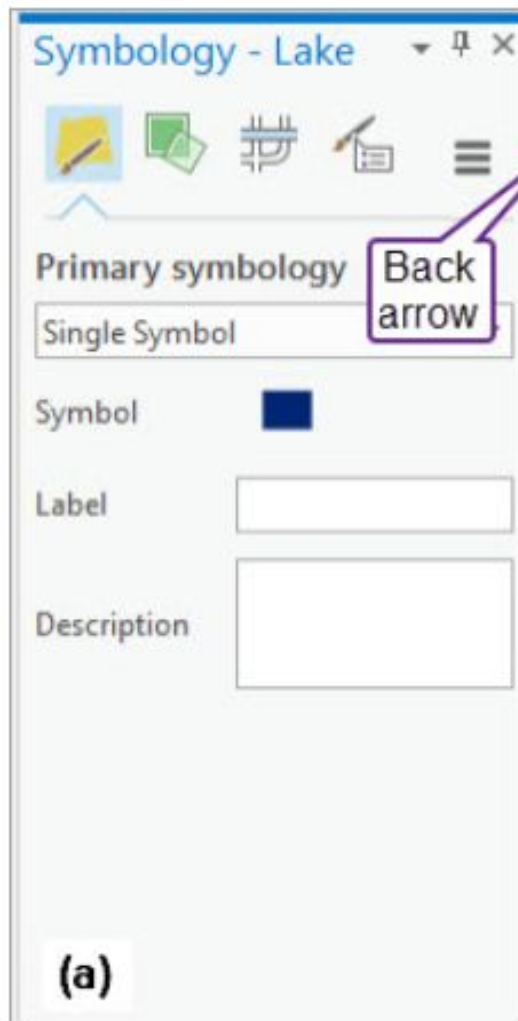 Symbology - Lake
Primary symbology
Back
arrow
Single Symbol
Symbol
Label
Description
(a)